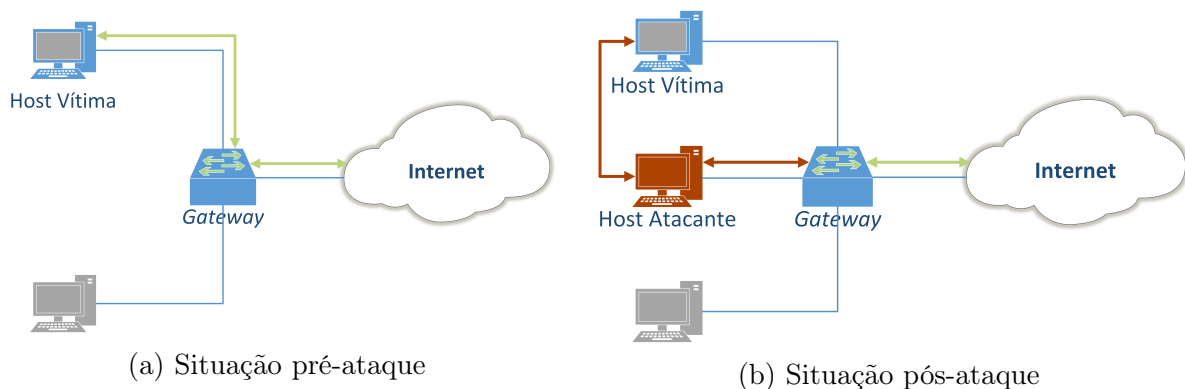 Host Vítima
Internet
Gateway
(a) Situação pré-ataque
Host Vítima
Internet
Host Atacante
Gateway
(b) Situação pós-ataque